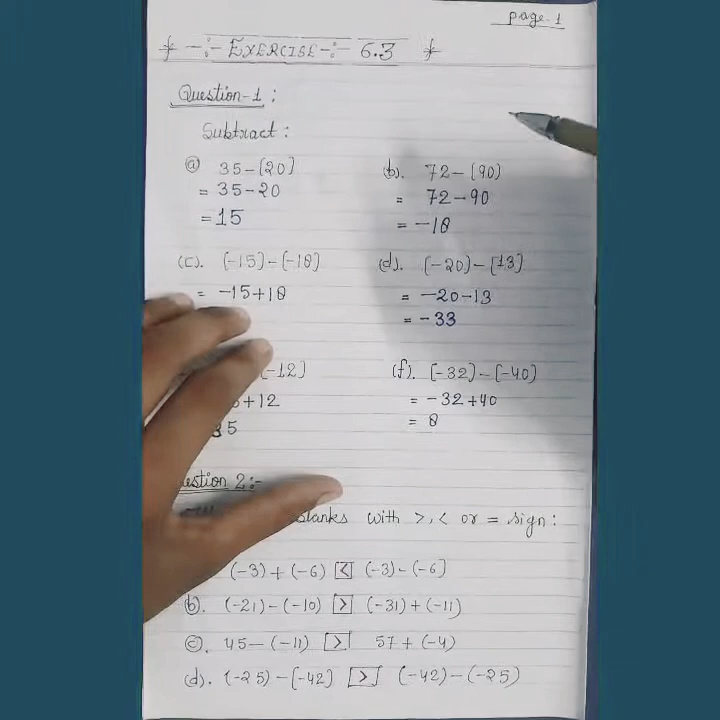 page-1
* -:- EXERCISE -:- 6.3 *
Question-1 :
Subtract :
(a) 35-(20)
= 35-20
= 15
(b). 72-(90)
= 72-90
= -18
(c). (-15)-(-18)
= -15+18
(d). (-20)-(13)
= -20-13
= -33
(-12)
+12
35
(f). (-32)-(-40)
= -32+40
= 8
estion 2:-
blanks with >, < or = sign:
(-3) + (-6) < (-3) - (-6)
(b). (-21) - (-10) > (-31) + (-11)
(c). 45 - (-11) > 57 + (-4)
(d). (-25) - (-42) > (-42) - (-25)